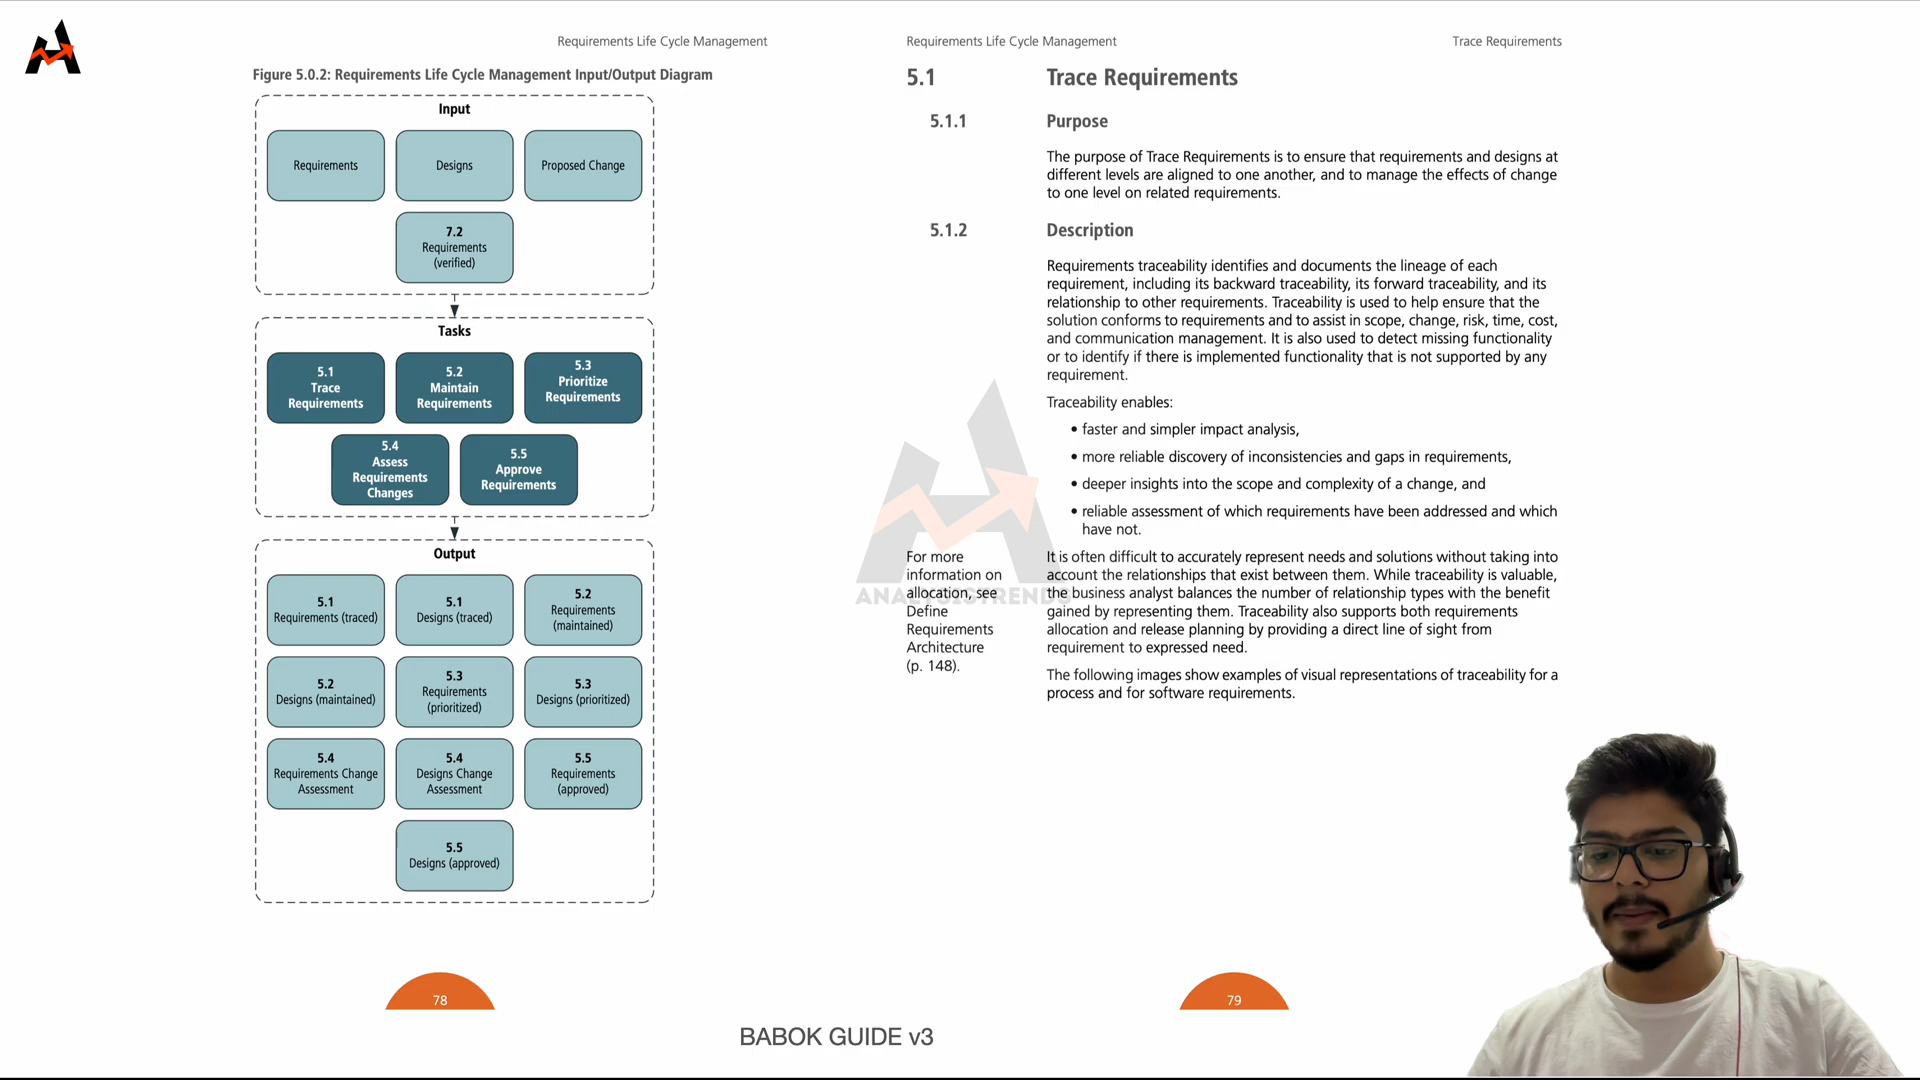 Requirements Life Cycle Management
Figure 5.0.2: Requirements Life Cycle Management Input/Output Diagram
Input
Requirements
Designs
Proposed Change
7.2
Requirements
(verified)
Tasks
5.1
Trace
Requirements
5.2
Maintain
Requirements
5.3
Prioritize
Requirements
5.4
Assess
Requirements
Changes
5.5
Approve
Requirements
Output
5.1
Requirements (traced)
5.1
Designs (traced)
5.2
Requirements
(maintained)
5.2
Designs (maintained)
5.3
Requirements
(prioritized)
5.3
Designs (prioritized)
5.4
Requirements Change
Assessment
5.4
Designs Change
Assessment
5.5
Requirements
(approved)
5.5
Designs (approved)
78
Requirements Life Cycle Management
Trace Requirements
5.1 Trace Requirements
5.1.1 Purpose
The purpose of Trace Requirements is to ensure that requirements and designs at
different levels are aligned to one another, and to manage the effects of change
to one level on related requirements.
5.1.2 Description
Requirements traceability identifies and documents the lineage of each
requirement, including its backward traceability, its forward traceability, and its
relationship to other requirements. Traceability is used to help ensure that the
solution conforms to requirements and to assist in scope, change, risk, time, cost,
and communication management. It is also used to detect missing functionality
or to identify if there is implemented functionality that is not supported by any
requirement.
Traceability enables:
• faster and simpler impact analysis,
• more reliable discovery of inconsistencies and gaps in requirements,
• deeper insights into the scope and complexity of a change, and
• reliable assessment of which requirements have been addressed and which
have not.
For more
information on
allocation, see
Define
Requirements
Architecture
(p. 148).
It is often difficult to accurately represent needs and solutions without taking into
account the relationships that exist between them. While traceability is valuable,
the business analyst balances the number of relationship types with the benefit
gained by representing them. Traceability also supports both requirements
allocation and release planning by providing a direct line of sight from
requirement to expressed need.
The following images show examples of visual representations of traceability for a
process and for software requirements.
ANALYSISTRENDS
79
BABOK GUIDE v3